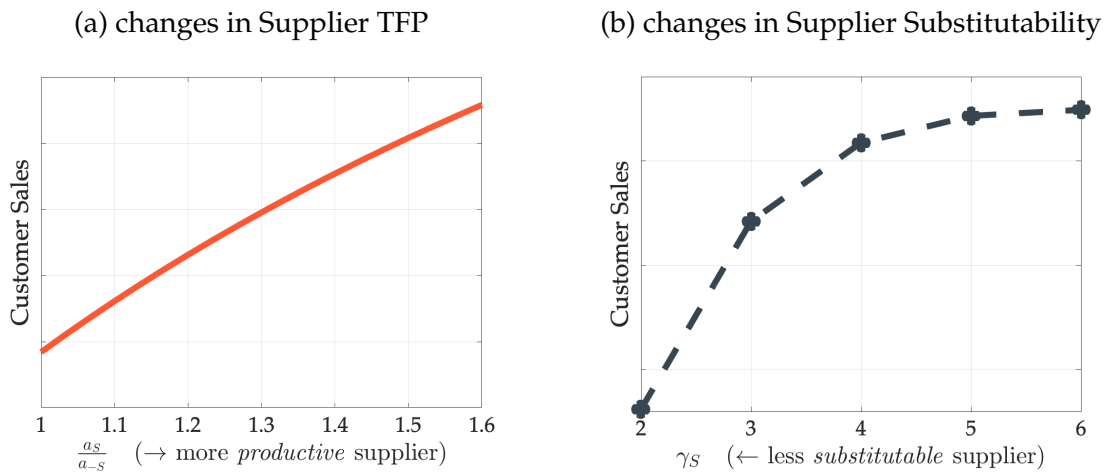 (a) changes in Supplier TFP
Customer Sales
1 1.1 1.2 1.3 1.4 1.5 1.6
a_S / a_{−S} (→ more productive supplier)
(b) changes in Supplier Substitutability
Customer Sales
2 3 4 5 6
γ_S (← less substitutable supplier)